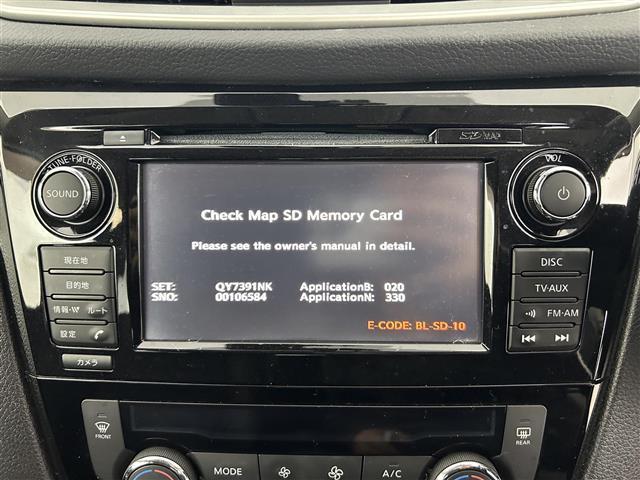 SD MAP
TUNE·FOLDER
SOUND
VOL
Check Map SD Memory Card
Please see the owner's manual in detail.
SET: QY7391NK ApplicationB: 020
SNO: 00106584 ApplicationN: 330
E-CODE: BL-SD-10
現在地
目的地
情報·VV ルート
設定
カメラ
DISC
TV·AUX
FM·AM
FRONT
MODE
A/C
REAR